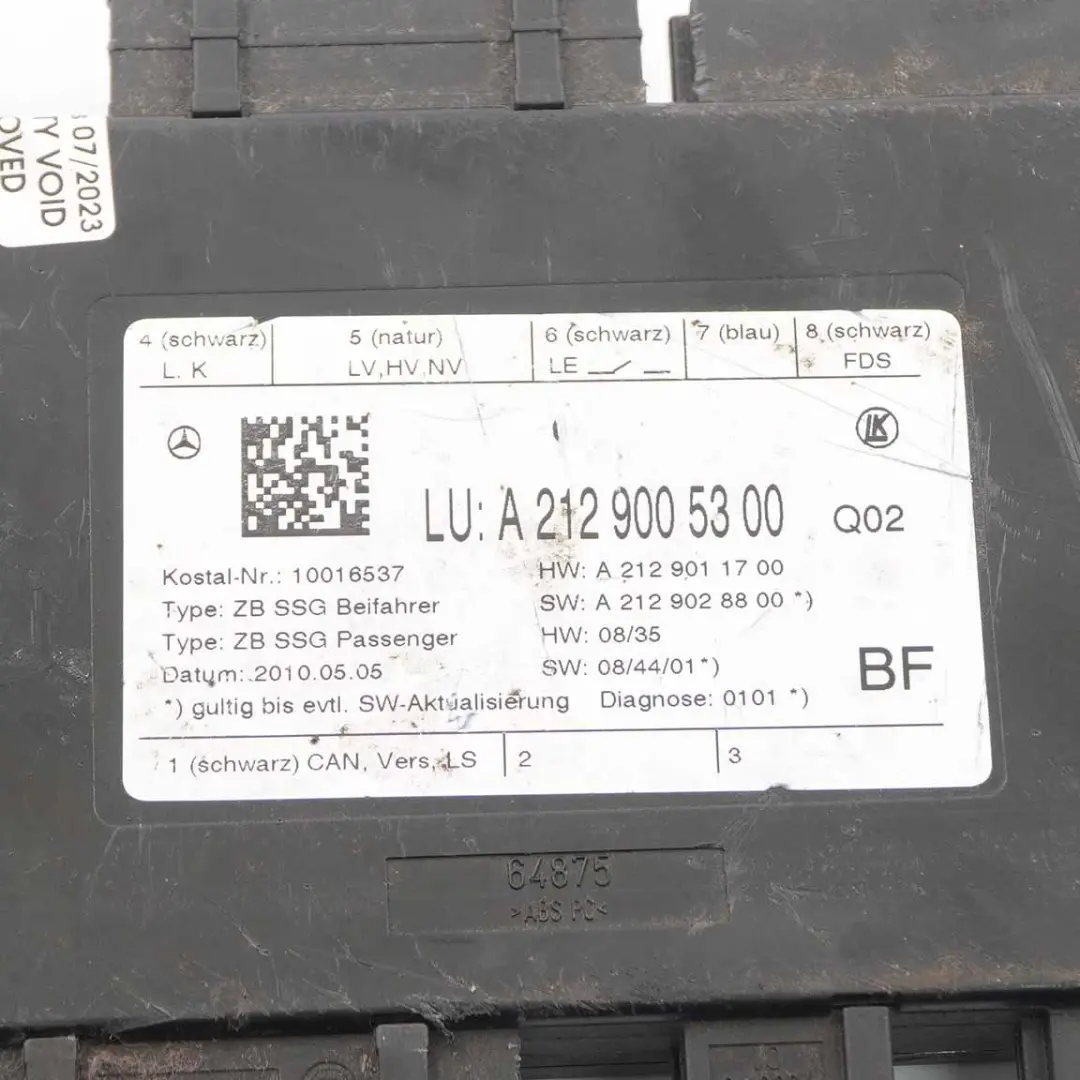 07/2023
TY VOID
OVED
4 (schwarz) 5 (natur) 6 (schwarz) 7 (blau) 8 (schwarz)
L. K LV,HV,NV LE FDS
LK
LU: A 212 900 53 00 Q02
Kostal-Nr.: 10016537 HW: A 212 901 17 00
Type: ZB SSG Beifahrer SW: A 212 902 88 00 *)
Type: ZB SSG Passenger HW: 08/35
Datum: 2010.05.05 SW: 08/44/01*)
BF
*) gultig bis evtl. SW-Aktualisierung Diagnose: 0101 *)
1 (schwarz) CAN, Vers, LS 2 3
64875
>ABS PC<